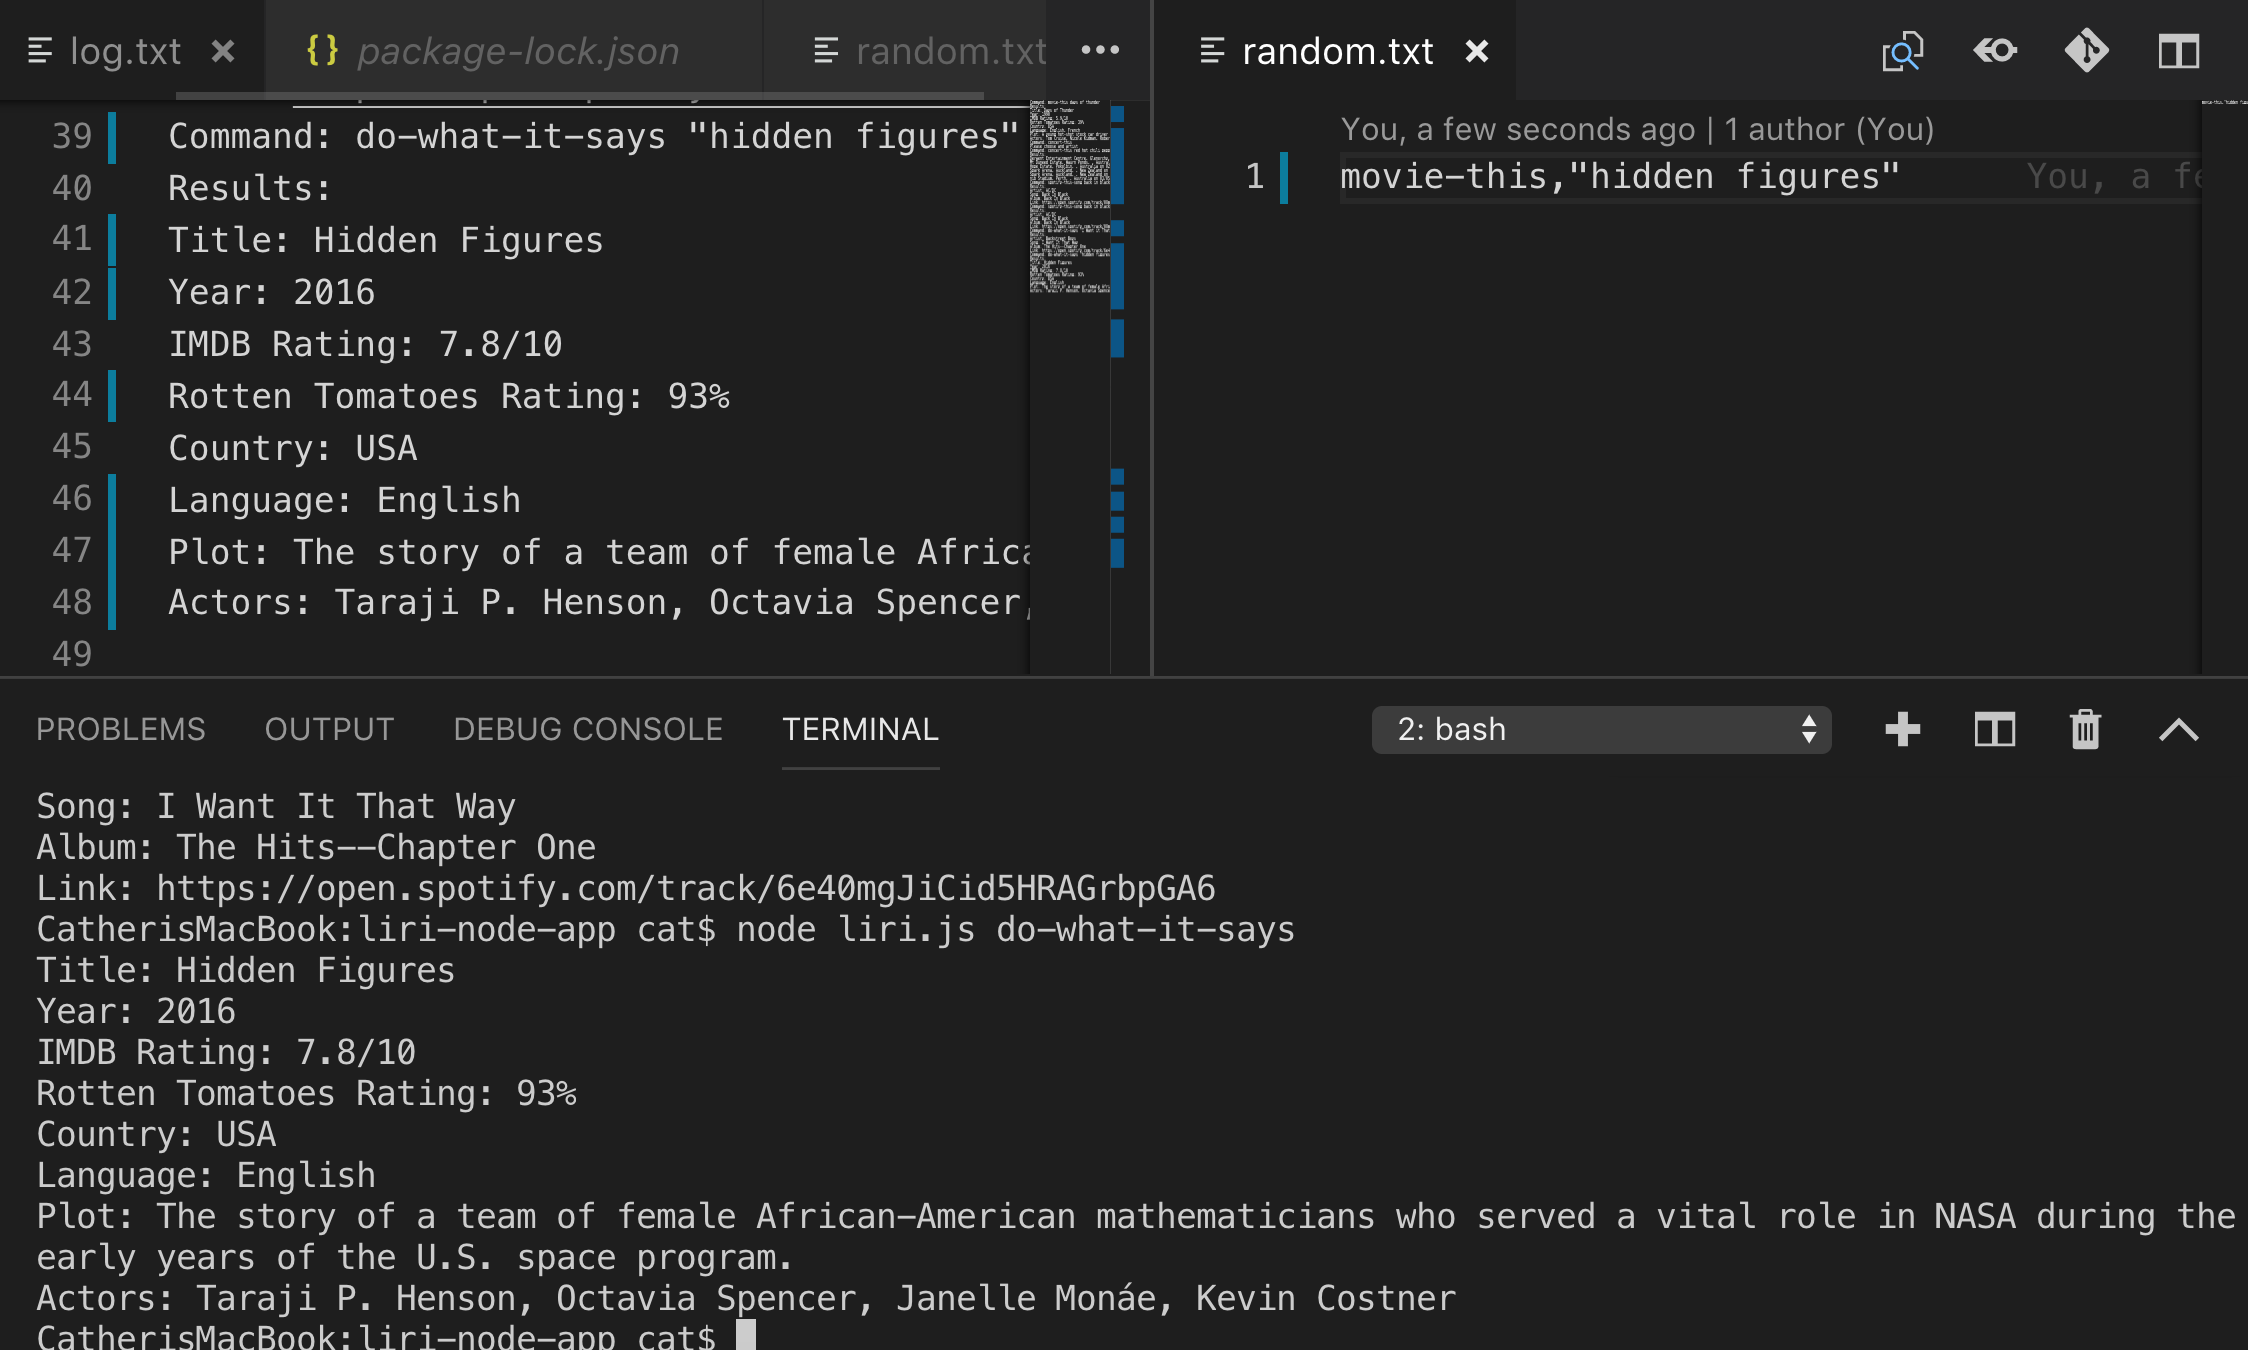 log.txt
package-lock.json
random.txt
random.txt
39 Command: do-what-it-says "hidden figures"
40 Results:
41 Title: Hidden Figures
42 Year: 2016
43 IMDB Rating: 7.8/10
44 Rotten Tomatoes Rating: 93%
45 Country: USA
46 Language: English
47 Plot: The story of a team of female Africa
48 Actors: Taraji P. Henson, Octavia Spencer,
49
You, a few seconds ago | 1 author (You)
1 movie-this,"hidden figures" You, a fe
PROBLEMS OUTPUT DEBUG CONSOLE TERMINAL 2: bash
Song: I Want It That Way
Album: The Hits--Chapter One
Link: https://open.spotify.com/track/6e40mgJiCid5HRAGrbpGA6
CatherisMacBook:liri-node-app cat$ node liri.js do-what-it-says
Title: Hidden Figures
Year: 2016
IMDB Rating: 7.8/10
Rotten Tomatoes Rating: 93%
Country: USA
Language: English
Plot: The story of a team of female African-American mathematicians who served a vital role in NASA during the
early years of the U.S. space program.
Actors: Taraji P. Henson, Octavia Spencer, Janelle Monáe, Kevin Costner
CatherisMacBook:liri-node-app cat$